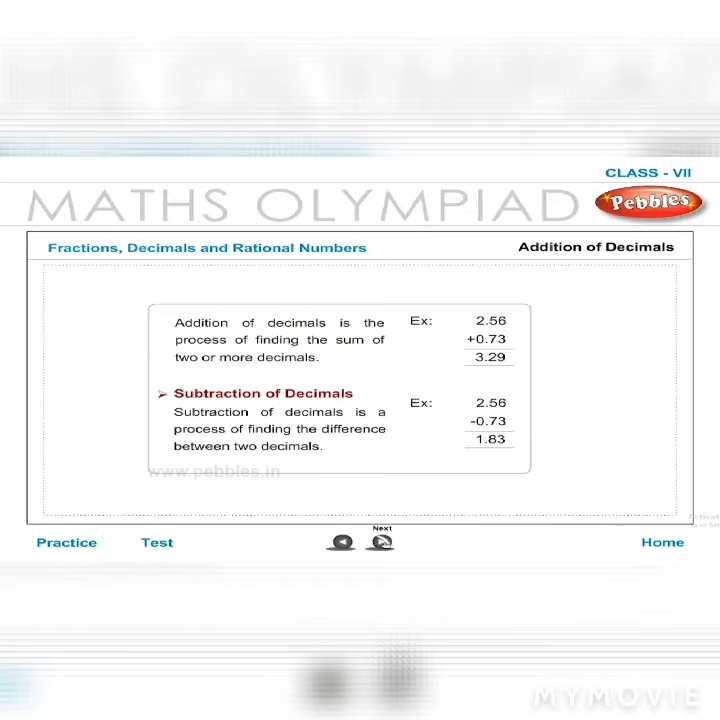 CLASS - VII
MATHS OLYMPIAD
Pebbles
Fractions, Decimals and Rational Numbers
Addition of Decimals
Addition of decimals is the
process of finding the sum of
two or more decimals.
Ex: 2.56
+0.73
3.29
➢ Subtraction of Decimals
Subtraction of decimals is a
process of finding the difference
between two decimals.
Ex: 2.56
-0.73
1.83
www.pebbles.in
Next
Practice
Test
Home
MYMOVIE